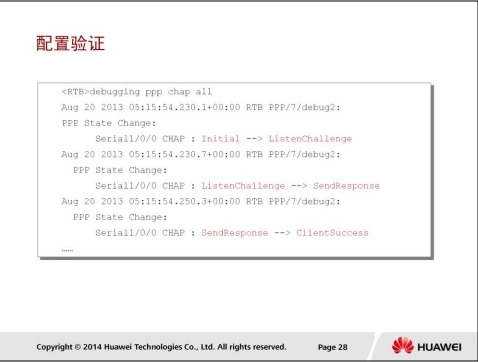 配置验证
<RTB>debugging ppp chap all
Aug 20 2013 05:15:54.230.1+00:00 RTB PPP/7/debug2:
PPP State Change:
Serial1/0/0 CHAP : Initial --> ListenChallenge
Aug 20 2013 05:15:54.230.7+00:00 RTB PPP/7/debug2:
PPP State Change:
Serial1/0/0 CHAP : ListenChallenge --> SendResponse
Aug 20 2013 05:15:54.250.3+00:00 RTB PPP/7/debug2:
PPP State Change:
Serial1/0/0 CHAP : SendResponse --> ClientSuccess
……
Copyright © 2014 Huawei Technologies Co., Ltd. All rights reserved. Page 28 HUAWEI